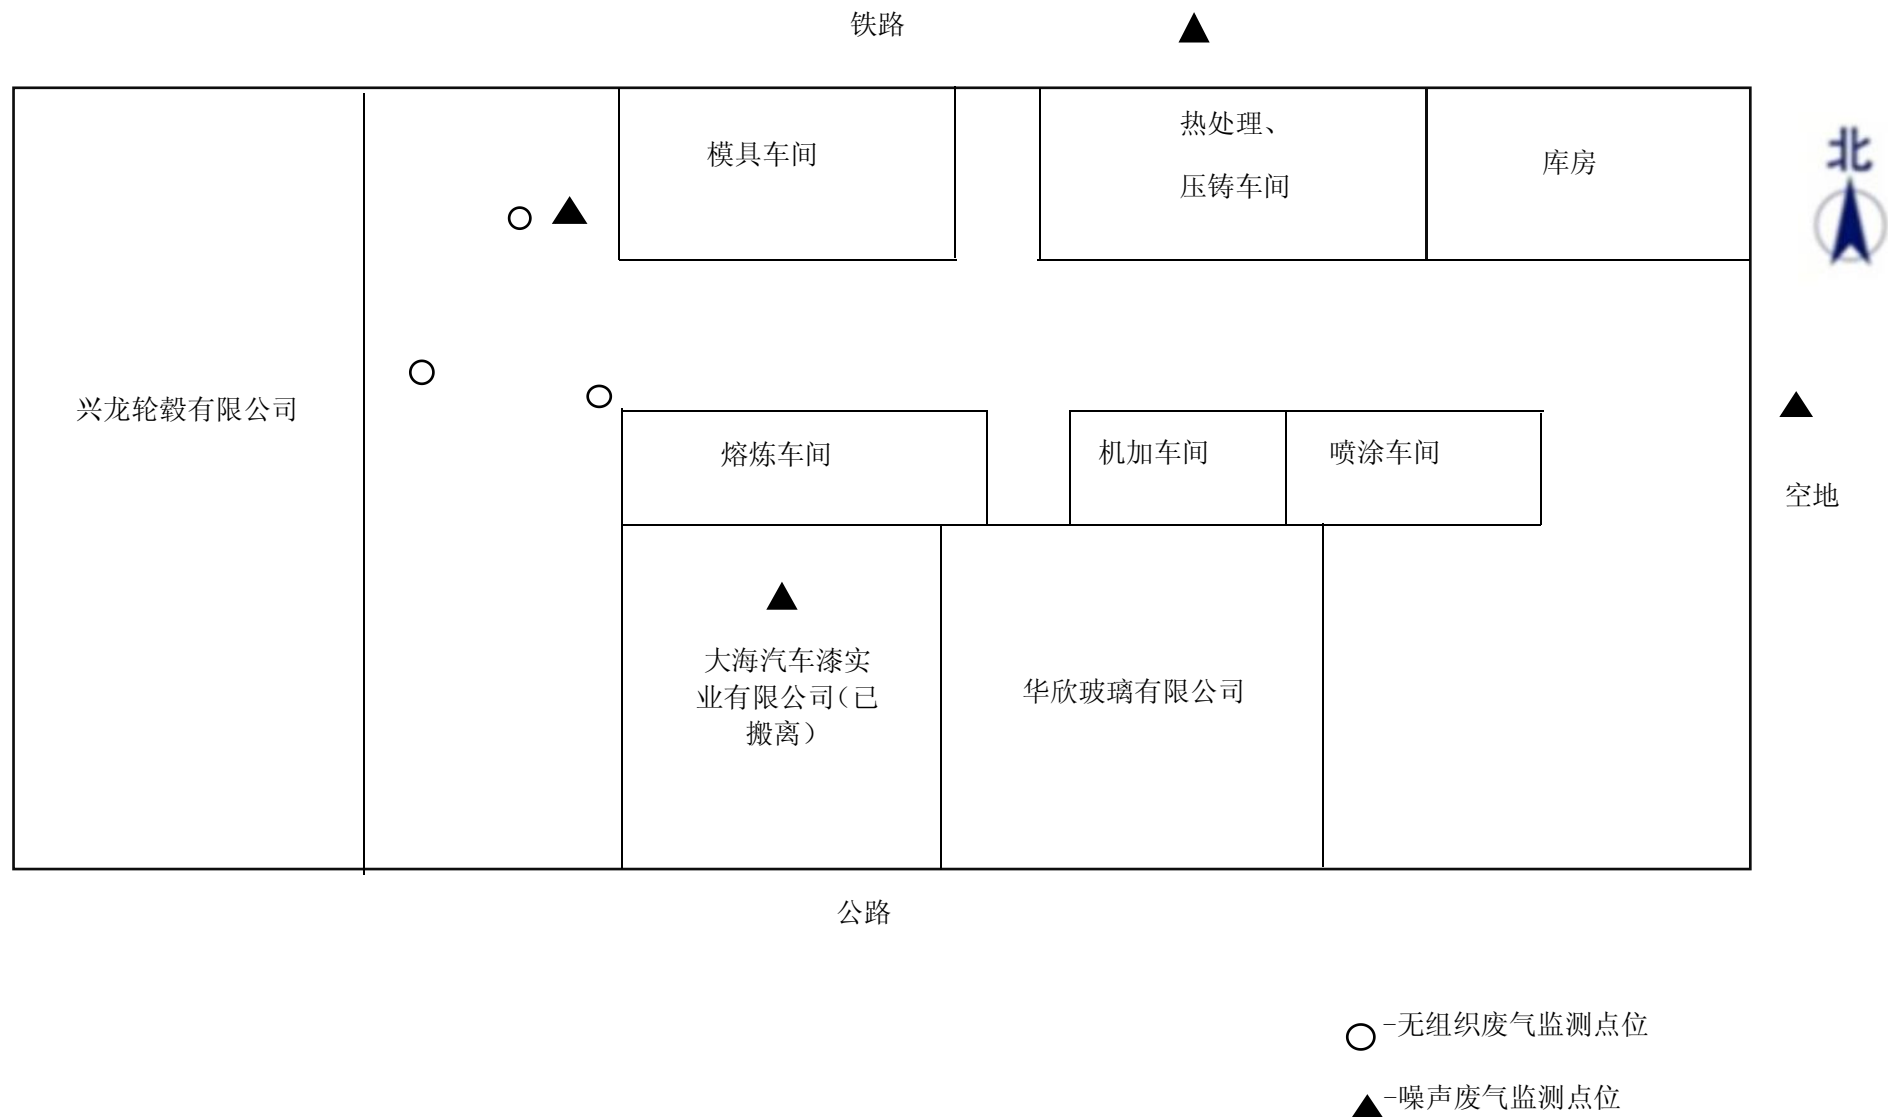 铁路
模具车间
热处理、
压铸车间
库房
北
兴龙轮毂有限公司
熔炼车间
机加车间
喷涂车间
空地
大海汽车漆实
业有限公司（已
搬离）
华欣玻璃有限公司
公路
-无组织废气监测点位
-噪声废气监测点位